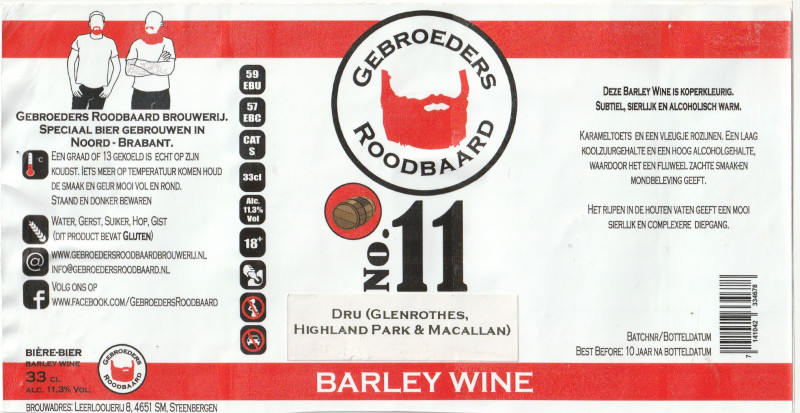 Gebroeders Roodbaard Brouwerij.
Speciaal bier gebrouwen in
Noord - Brabant.
Een graad of 13 gekoeld is echt op zijn
koudst. Iets meer op temperatuur komen houd
de smaak en geur mooi vol en rond.
Staand en donker bewaren
°C
Water, Gerst, Suiker, Hop, Gist
(dit product bevat Gluten)
@
www.gebroedersroodbaardbrouwerij.nl
info@gebroedersroodbaard.nl
Volg ons op
f
www.facebook.com/GebroedersRoodbaard
BIÈRE-BIER
BARLEY WINE
33 CL.
ALC. 11,3% VOL.
GEBROEDERS
ROODBAARD
Brouwadres: Leerlooijerij 8, 4651 SM, Steenbergen
59
EBU
57
EBC
CAT
S
33cl
Alc.
11,3%
Vol
18+
GEBROEDERS
ROODBAARD
No. 11
Dru (Glenrothes,
Highland Park & Macallan)
BARLEY WINE
Deze Barley Wine is koperkleurig.
Subtiel, sierlijk en alcoholisch warm.
Karameltoets en een vleugje rozijnen. Een laag
koolzuurgehalte en een hoog alcoholgehalte,
waardoor het een fluweel zachte smaak-en
mondbeleving geeft.
Het rijpen in de houten vaten geeft een mooi
sierlijk en complexere diepgang.
Batchnr/Botteldatum
Best Before: 10 jaar na botteldatum
7 141042 334678